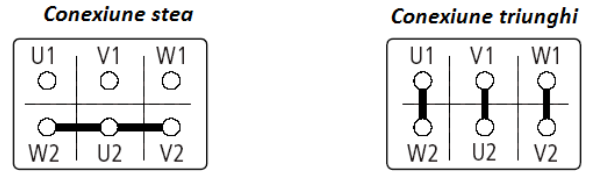 Conexiune stea
U1 V1 W1
W2 U2 V2
Conexiune triunghi
U1 V1 W1
W2 U2 V2